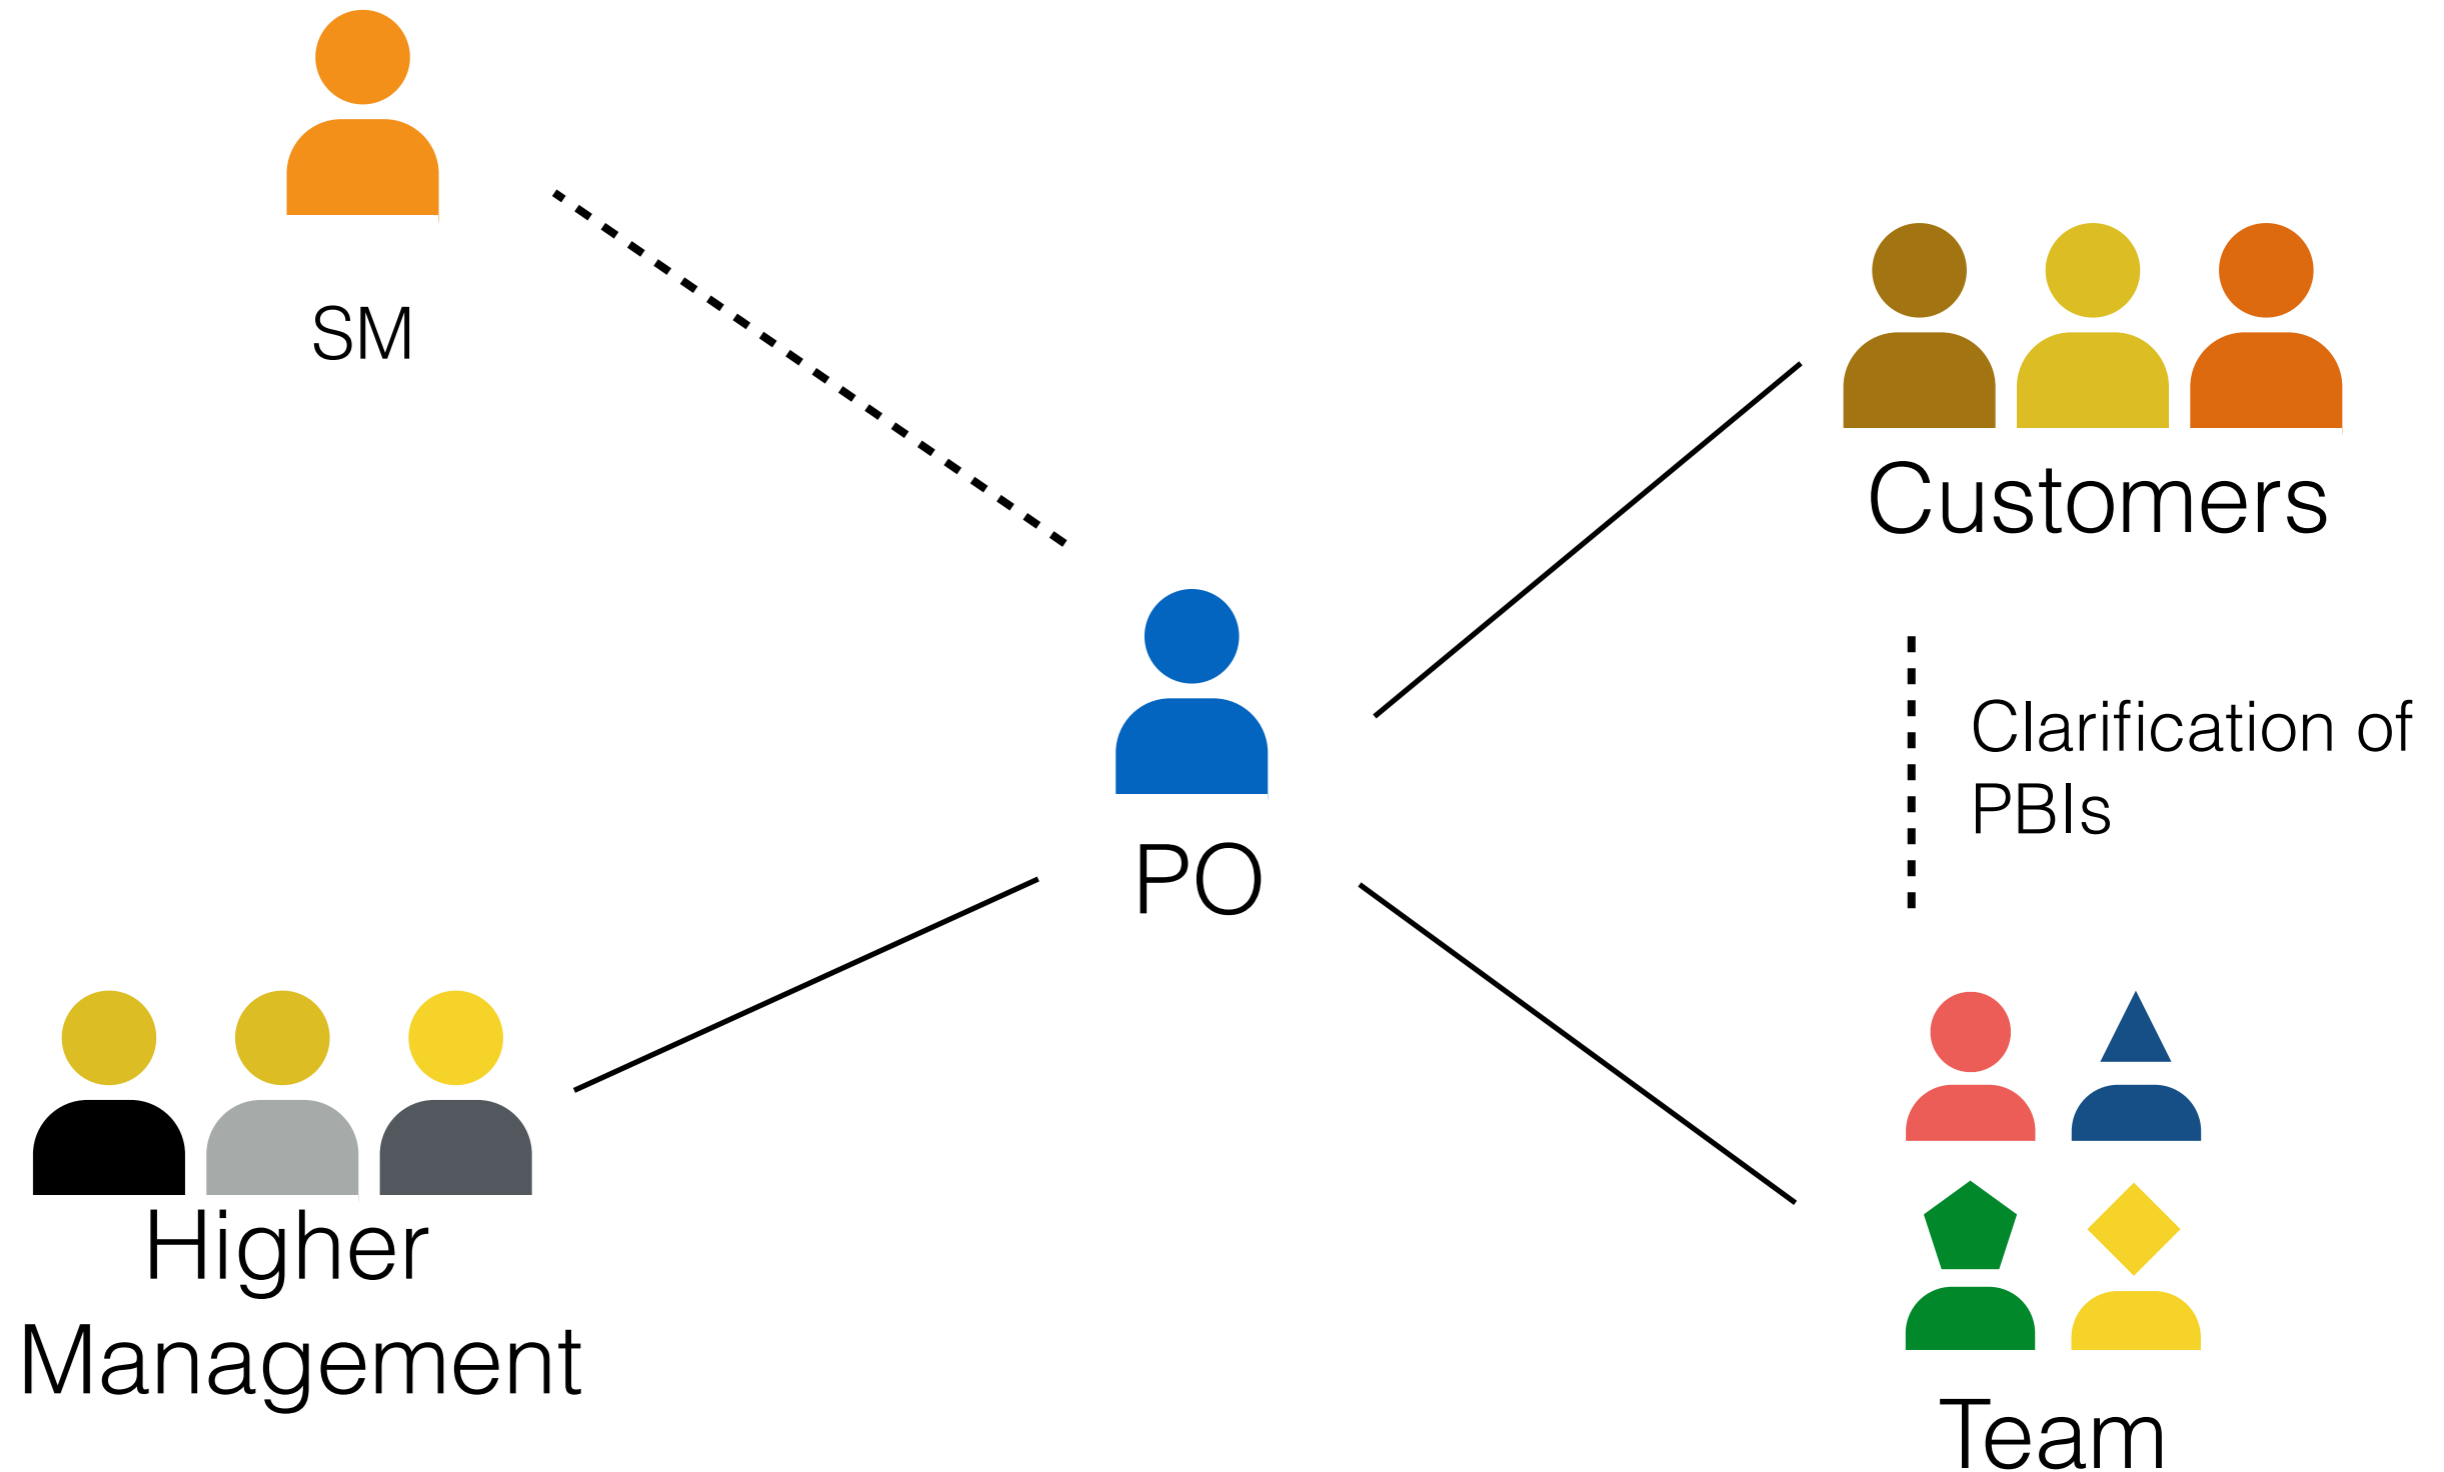 SM
Customers
Clarification of
PBIs
PO
Higher
Management
Team